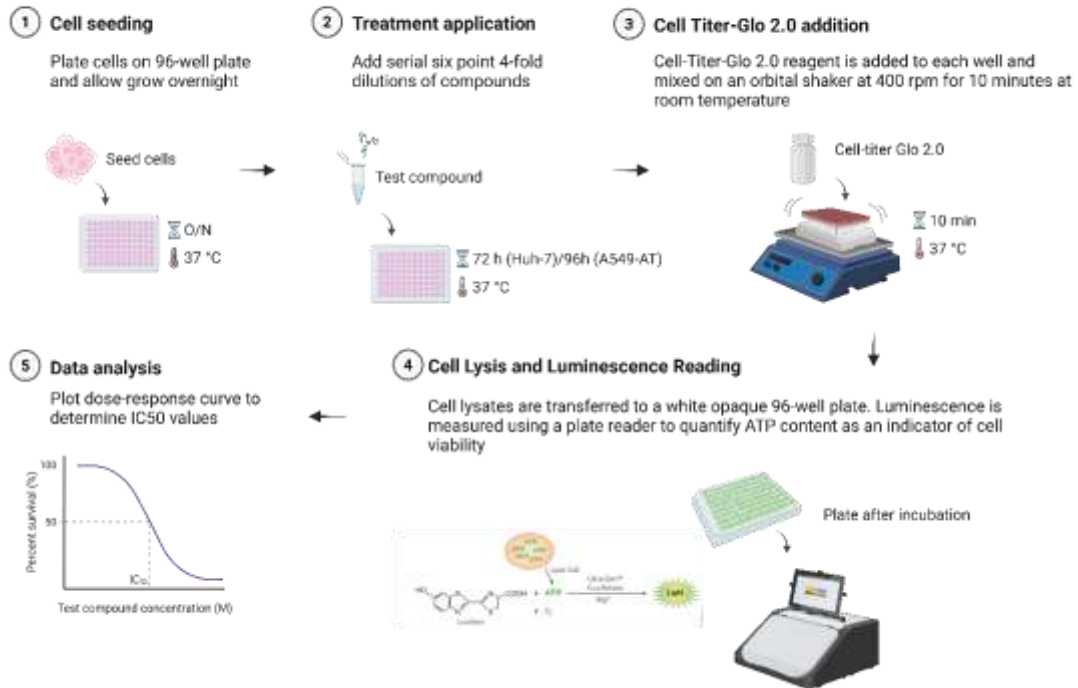 1 Cell seeding
Plate cells on 96-well plate
and allow grow overnight
Seed cells
O/N
37 °C
2 Treatment application
Add serial six point 4-fold
dilutions of compounds
Test compound
72 h (Huh-7)/96h (A549-AT)
37 °C
3 Cell Titer-Glo 2.0 addition
Cell-Titer-Glo 2.0 reagent is added to each well and
mixed on an orbital shaker at 400 rpm for 10 minutes at
room temperature
Cell-titer Glo 2.0
10 min
37 °C
4 Cell Lysis and Luminescence Reading
Cell lysates are transferred to a white opaque 96-well plate. Luminescence is
measured using a plate reader to quantify ATP content as an indicator of cell
viability
Plate after incubation
HO
COOH +
Light
5 Data analysis
Plot dose-response curve to
determine IC50 values
Percent survival (%)
100
50
IC50
Test compound concentration (M)